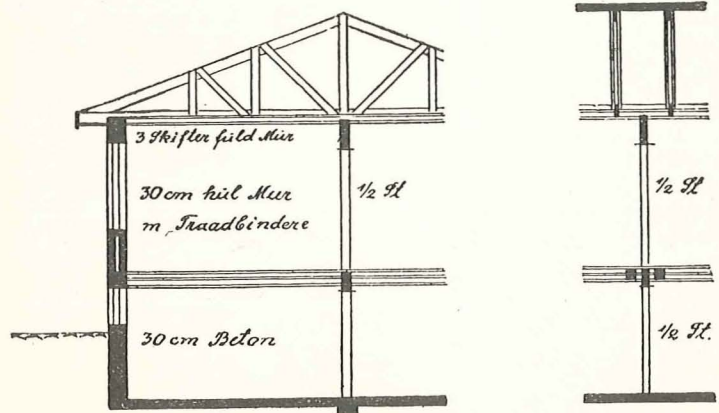 3 Skifter fuld Mur
30 cm hul Mur
m, Traadbindere
1/2 St
1/2 St
30 cm Beton
1/2 St.